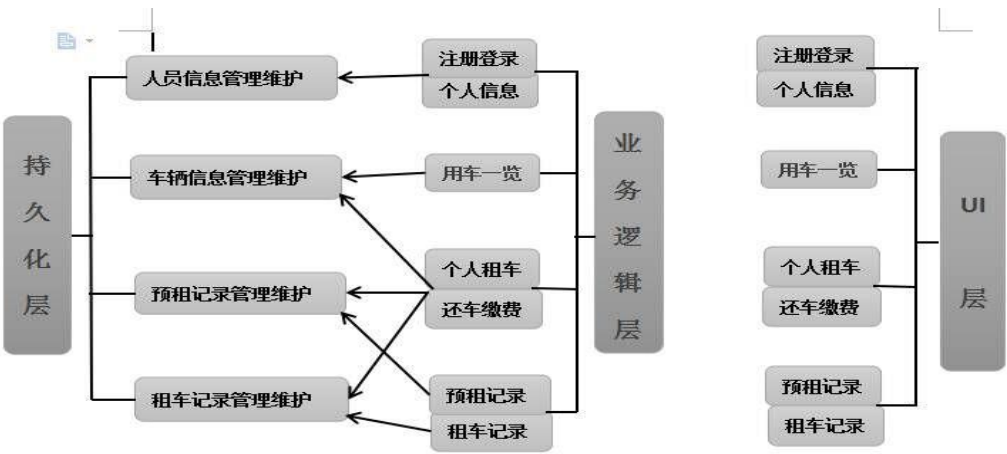 持久化层
人员信息管理维护
车辆信息管理维护
预租记录管理维护
租车记录管理维护
注册登录
个人信息
用车一览
个人租车
还车缴费
预租记录
租车记录
业务逻辑层
注册登录
个人信息
用车一览
个人租车
还车缴费
预租记录
租车记录
UI层